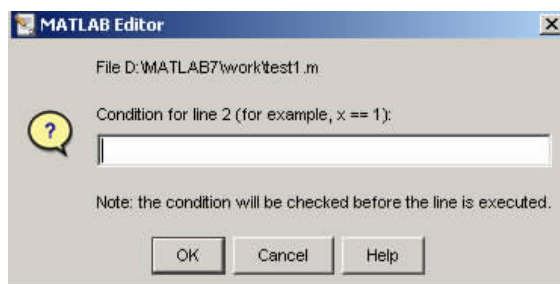 MATLAB Editor
File D:\MATLAB7\work\test1.m
?
Condition for line 2 (for example, x == 1):
Note: the condition will be checked before the line is executed.
OK Cancel Help